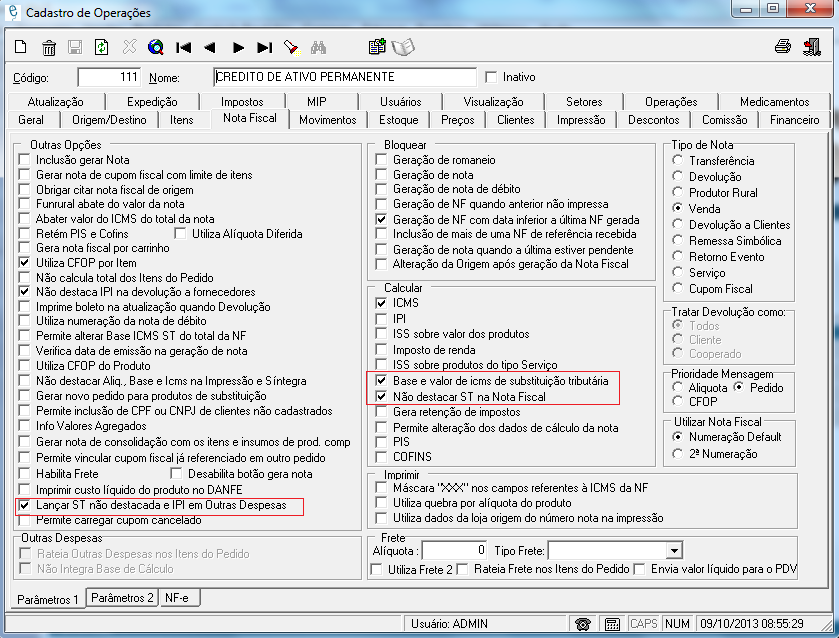 Cadastro de Operações
Código: 111 Nome: CREDITO DE ATIVO PERMANENTE Inativo
Atualização Expedição Impostos MIP Usuários Visualização Setores Operações Medicamentos
Geral Origem/Destino Itens Nota Fiscal Movimentos Estoque Preços Clientes Impressão Descontos Comissão Financeiro
Outras Opções
Inclusão gerar Nota
Gerar nota de cupom fiscal com limite de itens
Obrigar citar nota fiscal de origem
Funrural abate do valor da nota
Abater valor do ICMS do total da nota
Retém PIS e Cofins Utiliza Alíquota Diferida
Gera nota fiscal por carrinho
Utiliza CFOP por Item
Não calcula total dos Itens do Pedido
Não destaca IPI na devolução a fornecedores
Imprime boleto na atualização quando Devolução
Utiliza numeração da nota de débito
Permite alterar Base ICMS ST do total da NF
Verifica data de emissão na geração de nota
Utiliza CFOP do Produto
Não destacar Aliq., Base e Icms na Impressão e Síntegra
Gerar novo pedido para produtos de substituição
Permite inclusão de CPF ou CNPJ de clientes não cadastrados
Info Valores Agregados
Gerar nota de consolidação com os itens e insumos de prod. comp
Permite vincular cupom fiscal já referenciado em outro pedido
Habilita Frete Desabilita botão gera nota
Imprimir custo líquido do produto no DANFE
Lançar ST não destacada e IPI em Outras Despesas
Permite carregar cupom cancelado
Outras Despesas
Rateia Outras Despesas nos Itens do Pedido
Não Integra Base de Cálculo
Bloquear
Geração de romaneio
Geração de nota
Geração de nota de débito
Geração de NF quando anterior não impressa
Geração de NF com data inferior a última NF gerada
Inclusão de mais de uma NF de referência recebida
Geração de nota quando a última estiver pendente
Alteração da Origem após geração da Nota Fiscal
Calcular
ICMS
IPI
ISS sobre valor dos produtos
Imposto de renda
ISS sobre produtos do tipo Serviço
Base e valor de icms de substituição tributária
Não destacar ST na Nota Fiscal
Gera retenção de impostos
Permite alteração dos dados de cálculo da nota
PIS
COFINS
Imprimir
Máscara "XXX" nos campos referentes à ICMS da NF
Utiliza quebra por alíquota do produto
Utiliza dados da loja origem do número nota na impressão
Frete
Alíquota: 0 Tipo Frete:
Utiliza Frete 2 Rateia Frete nos Itens do Pedido Envia valor líquido para o PDV
Tipo de Nota
Transferência
Devolução
Produtor Rural
Venda
Devolução a Clientes
Remessa Simbólica
Retorno Evento
Serviço
Cupom Fiscal
Tratar Devolução como:
Todos
Cliente
Cooperado
Prioridade Mensagem
Aliquota Pedido
CFOP
Utilizar Nota Fiscal
Numeração Default
2ª Numeração
Parâmetros 1 Parâmetros 2 NF-e
Usuário: ADMIN CAPS NUM 09/10/2013 08:55:29